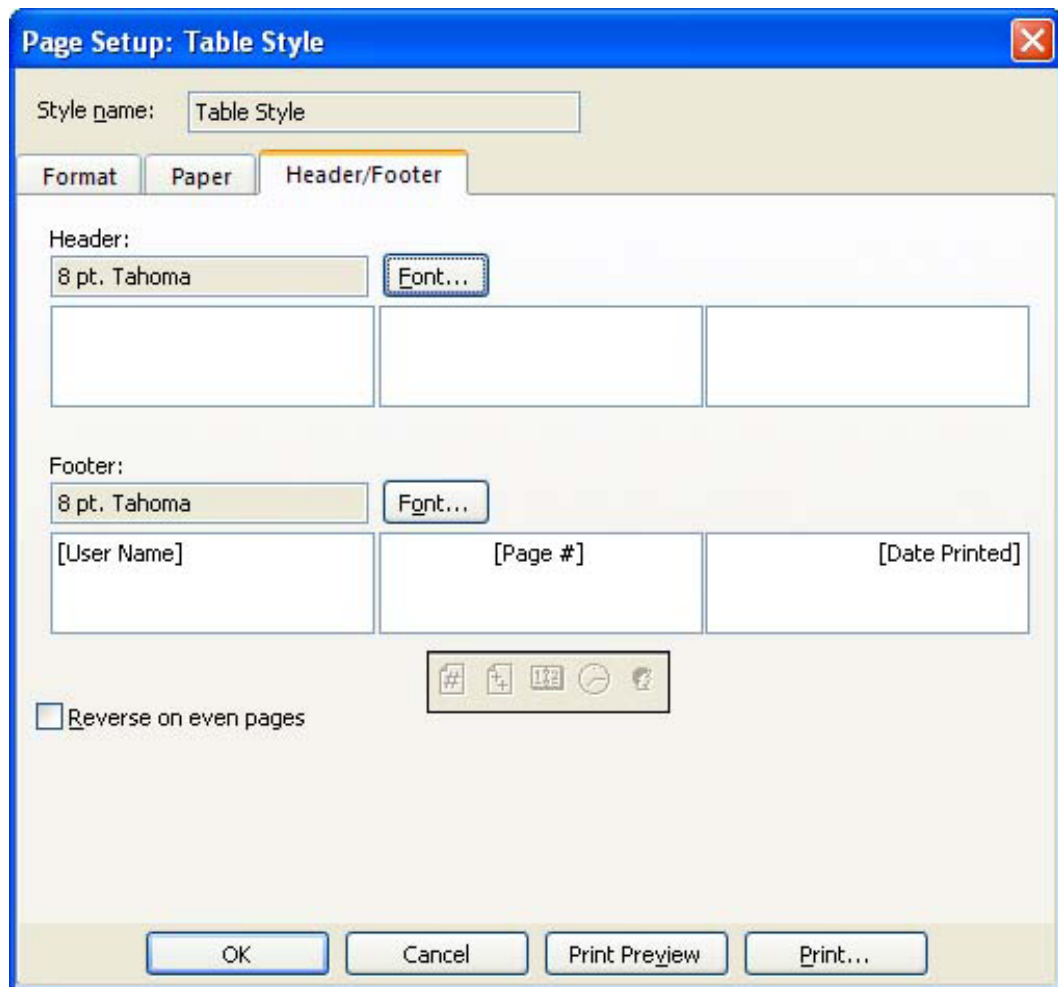 Page Setup: Table Style
Style name: Table Style
Format Paper Header/Footer
Header:
8 pt. Tahoma Font...
Footer:
8 pt. Tahoma Font...
[User Name] [Page #] [Date Printed]
Reverse on even pages
OK Cancel Print Preview Print...